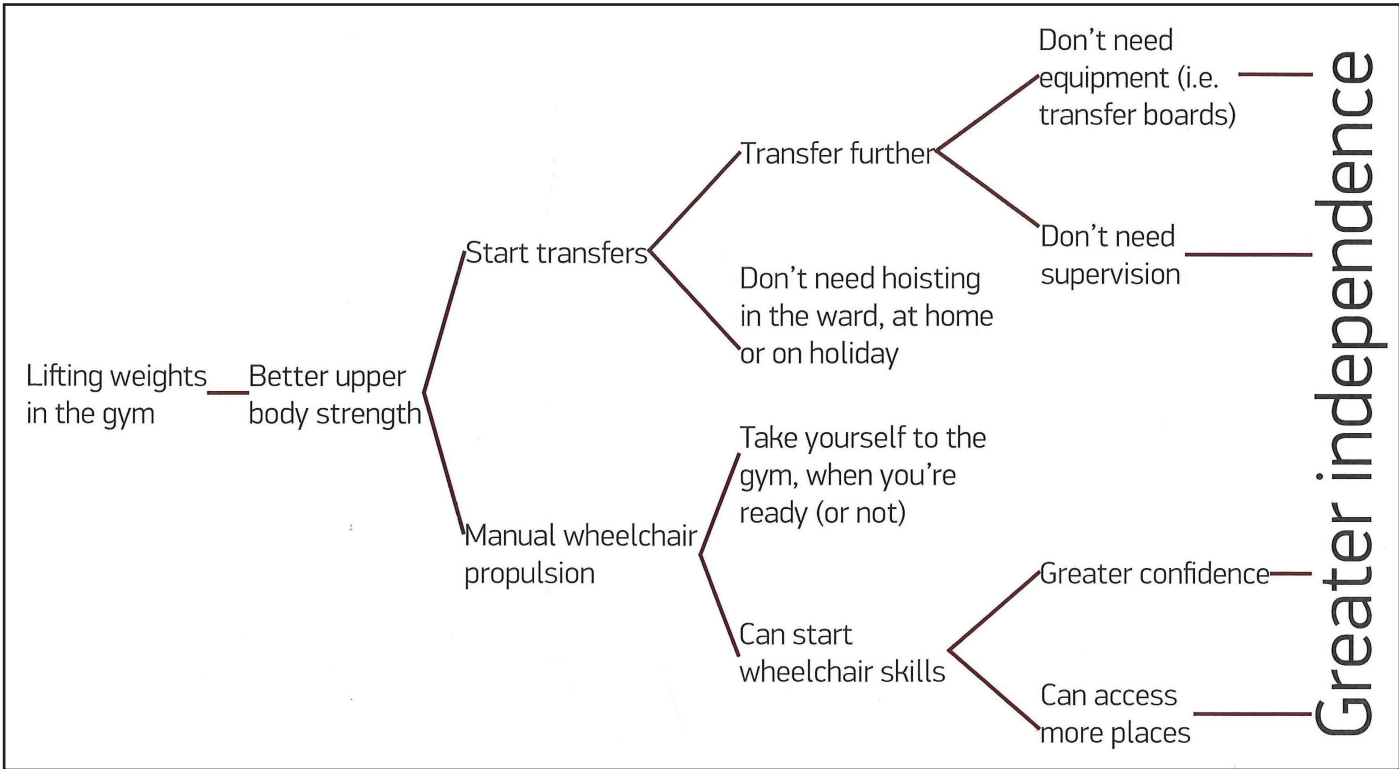 Lifting weights
in the gym
Better upper
body strength
Start transfers
Manual wheelchair
propulsion
Transfer further
Don't need hoisting
in the ward, at home
or on holiday
Take yourself to the
gym, when you're
ready (or not)
Can start
wheelchair skills
Don't need
equipment (i.e.
transfer boards)
Don't need
supervision
Greater confidence
Can access
more places
Greater independence